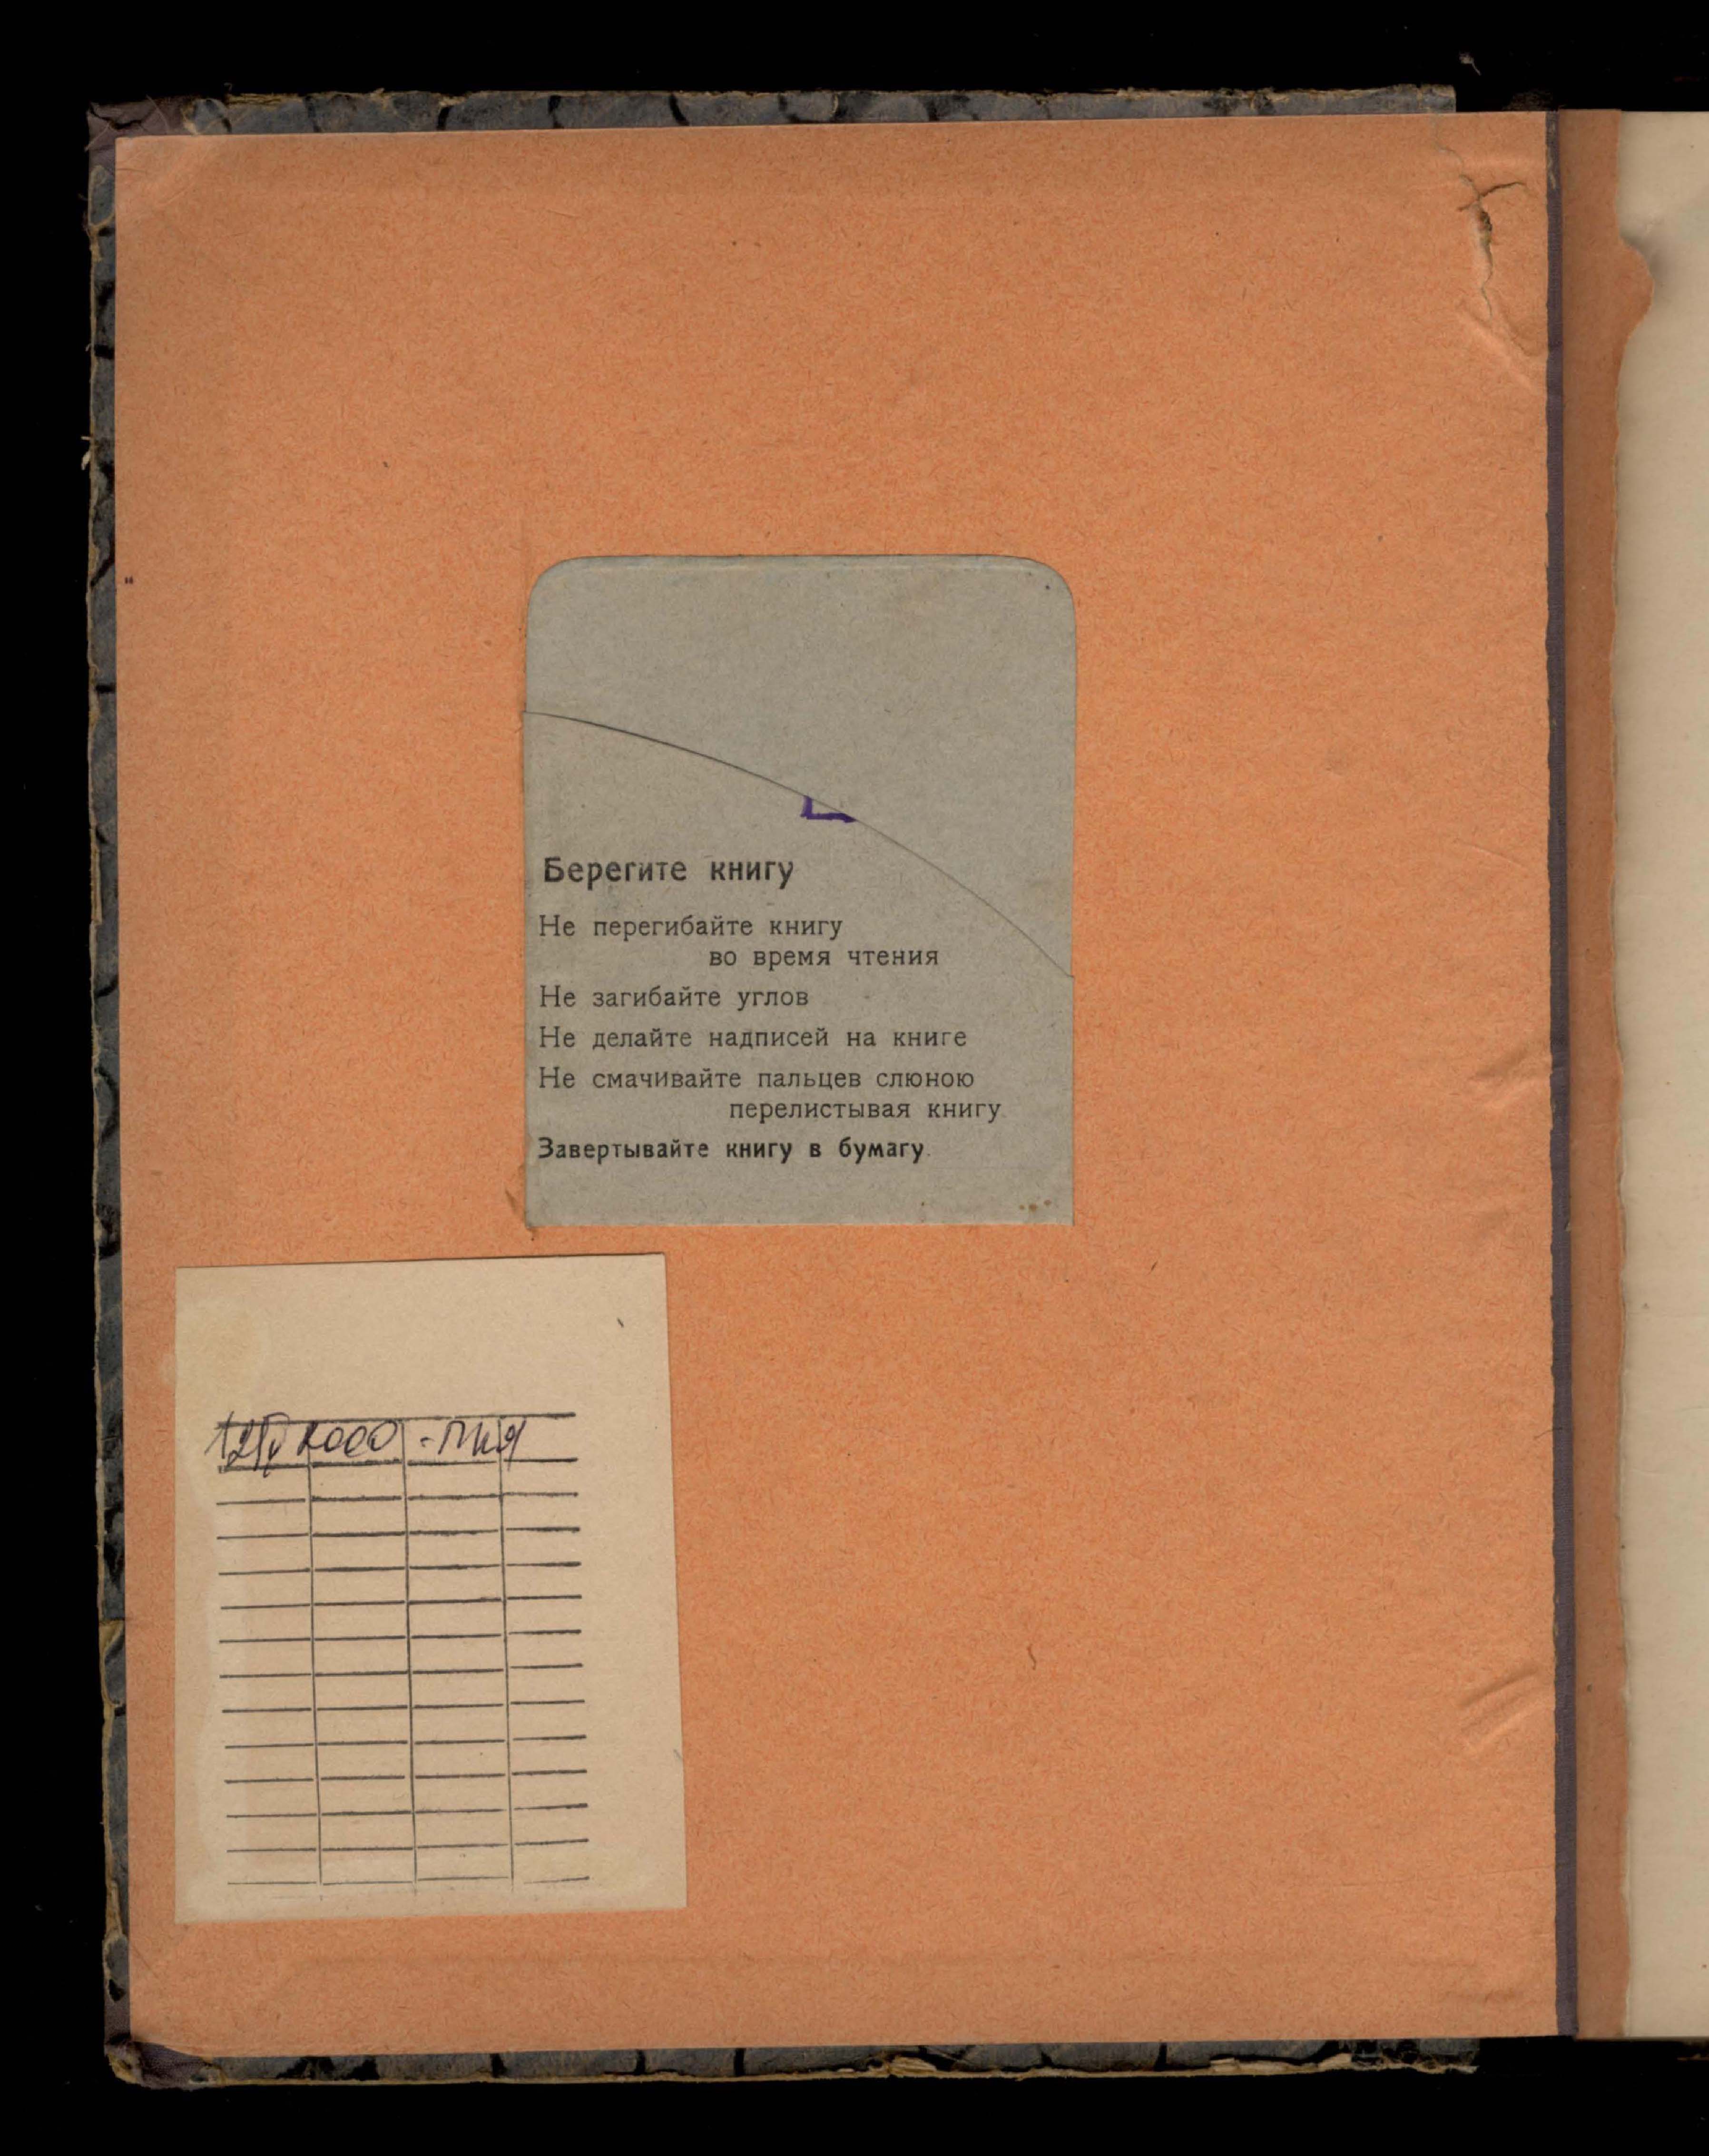 Берегите книгу
Не перегибайте книгу
во время чтения
Не загибайте углов
Не делайте надписей на книге
Не смачивайте пальцев слюною
перелистывая книгу
Завертывайте книгу в бумагу.